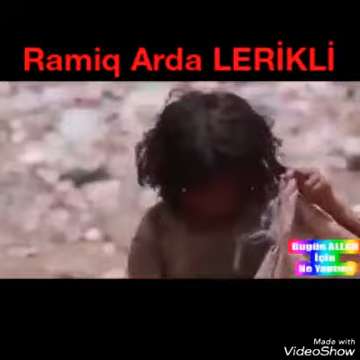 Ramiq Arda LERİKLİ
Bugün ALLAH
İçin
Ne Yaptın
Made with
VideoShow